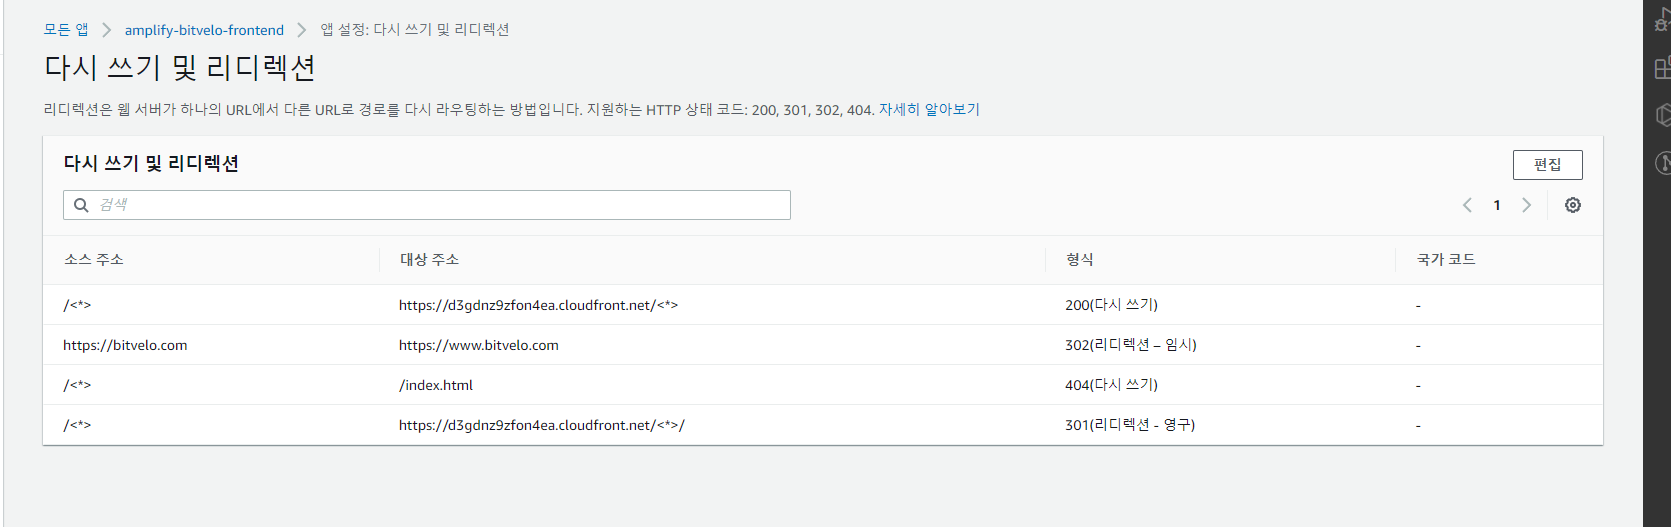 모든 앱 > amplify-bitvelo-frontend > 앱 설정: 다시 쓰기 및 리디렉션
다시 쓰기 및 리디렉션
리디렉션은 웹 서버가 하나의 URL에서 다른 URL로 경로를 다시 라우팅하는 방법입니다. 지원하는 HTTP 상태 코드: 200, 301, 302, 404. 자세히 알아보기
다시 쓰기 및 리디렉션
편집
검색
1
소스 주소 대상 주소 형식 국가 코드
/<*> https://d3gdnz9zfon4ea.cloudfront.net/<*> 200(다시 쓰기) -
https://bitvelo.com https://www.bitvelo.com 302(리디렉션 – 임시) -
/<*> /index.html 404(다시 쓰기) -
/<*> https://d3gdnz9zfon4ea.cloudfront.net/<*>/ 301(리디렉션 - 영구) -